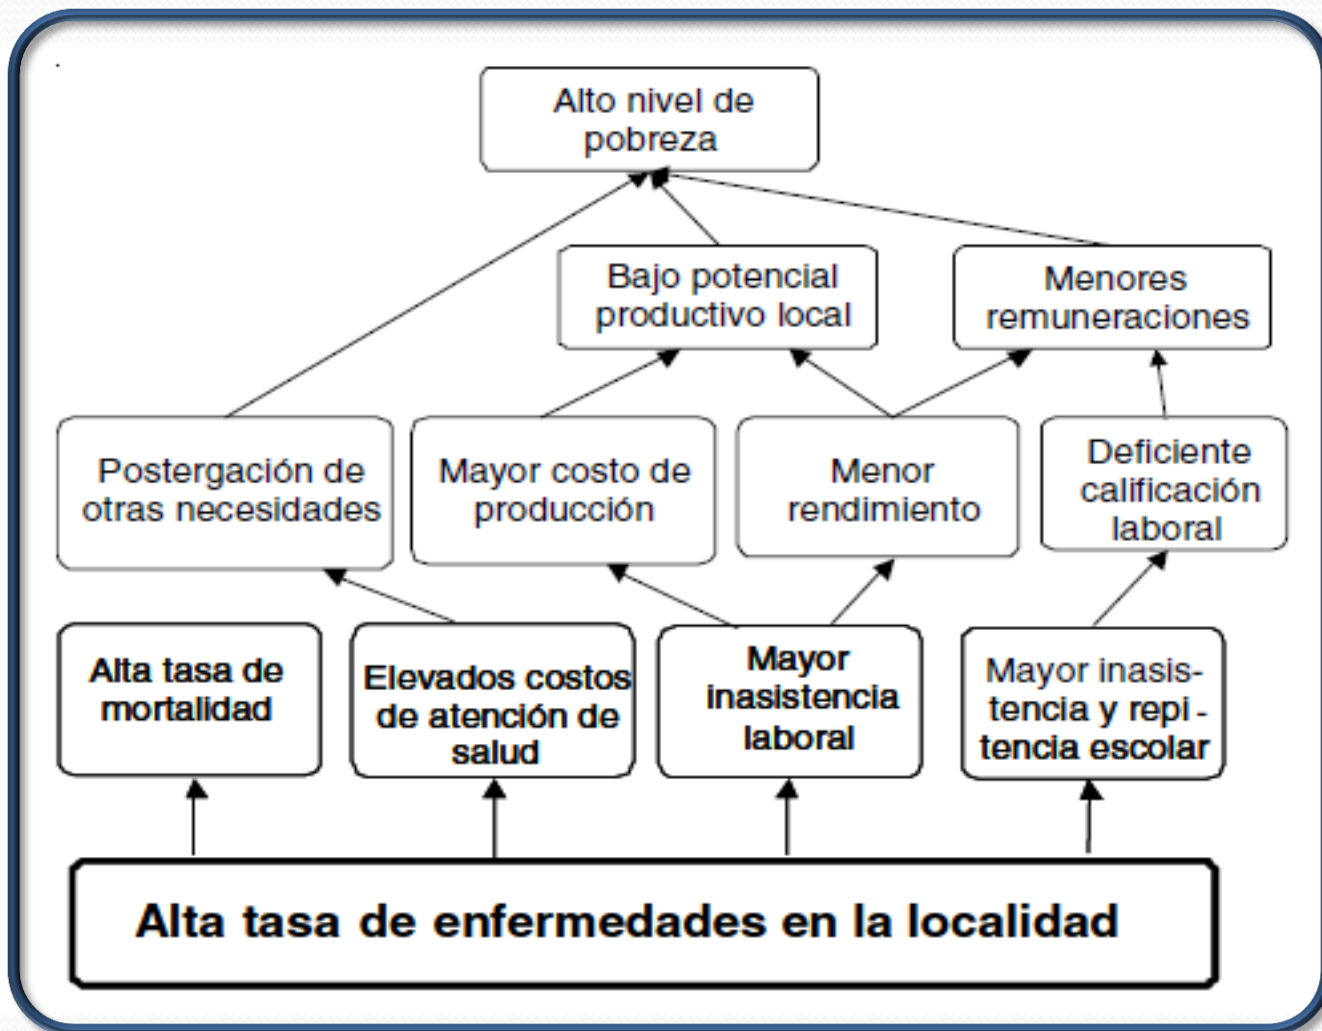 Alto nivel de
pobreza
Bajo potencial
productivo local
Menores
remuneraciones
Postergación de
otras necesidades
Mayor costo de
producción
Menor
rendimiento
Deficiente
calificación
laboral
Alta tasa de
mortalidad
Elevados costos
de atención de
salud
Mayor
inasistencia
laboral
Mayor inasis-
tencia y repi-
tencia escolar
Alta tasa de enfermedades en la localidad